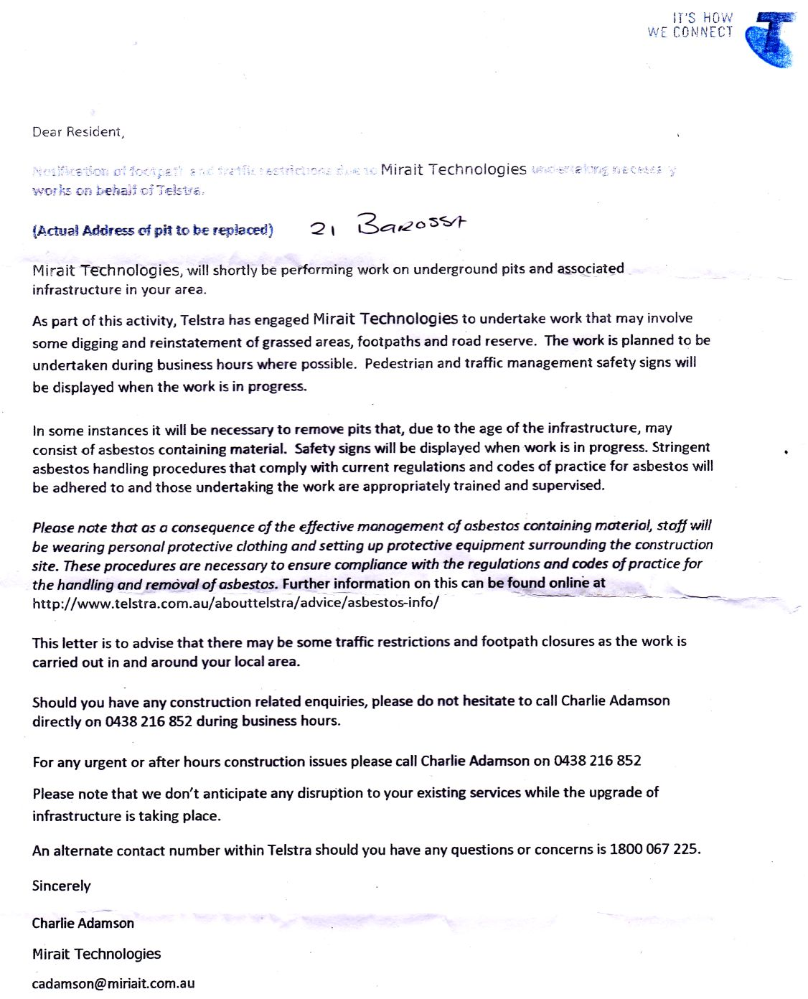 IT'S HOW
WE CONNECT
T
Dear Resident,
Notification of footpath and traffic restrictions due to Mirait Technologies undertaking necessary
works on behalf of Telstra.
(Actual Address of pit to be replaced) 21 BAROSSA
Mirait Technologies, will shortly be performing work on underground pits and associated
infrastructure in your area.
As part of this activity, Telstra has engaged Mirait Technologies to undertake work that may involve
some digging and reinstatement of grassed areas, footpaths and road reserve. The work is planned to be
undertaken during business hours where possible. Pedestrian and traffic management safety signs will
be displayed when the work is in progress.
In some instances it will be necessary to remove pits that, due to the age of the infrastructure, may
consist of asbestos containing material. Safety signs will be displayed when work is in progress. Stringent
asbestos handling procedures that comply with current regulations and codes of practice for asbestos will
be adhered to and those undertaking the work are appropriately trained and supervised.
Please note that as a consequence of the effective management of asbestos containing material, staff will
be wearing personal protective clothing and setting up protective equipment surrounding the construction
site. These procedures are necessary to ensure compliance with the regulations and codes of practice for
the handling and removal of asbestos. Further information on this can be found online at
http://www.telstra.com.au/abouttelstra/advice/asbestos-info/
This letter is to advise that there may be some traffic restrictions and footpath closures as the work is
carried out in and around your local area.
Should you have any construction related enquiries, please do not hesitate to call Charlie Adamson
directly on 0438 216 852 during business hours.
For any urgent or after hours construction issues please call Charlie Adamson on 0438 216 852
Please note that we don't anticipate any disruption to your existing services while the upgrade of
infrastructure is taking place.
An alternate contact number within Telstra should you have any questions or concerns is 1800 067 225.
Sincerely
Charlie Adamson
Mirait Technologies
cadamson@miriait.com.au